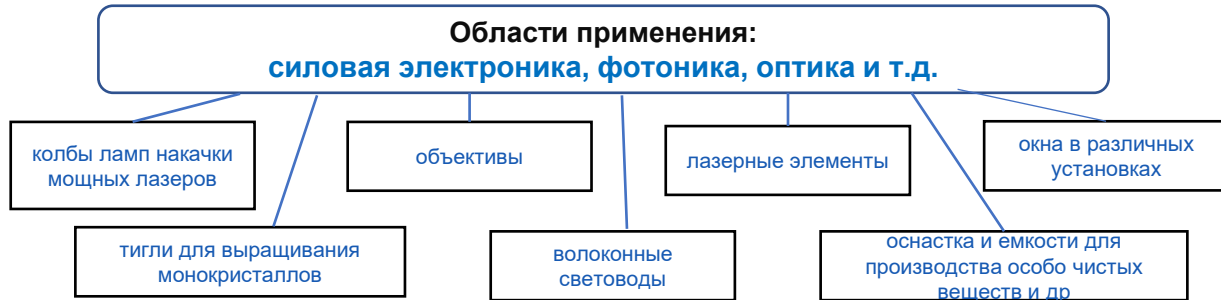 Области применения:
силовая электроника, фотоника, оптика и т.д.
колбы ламп накачки
мощных лазеров
объективы
лазерные элементы
окна в различных
установках
тигли для выращивания
монокристаллов
волоконные
световоды
оснастка и емкости для
производства особо чистых
веществ и др